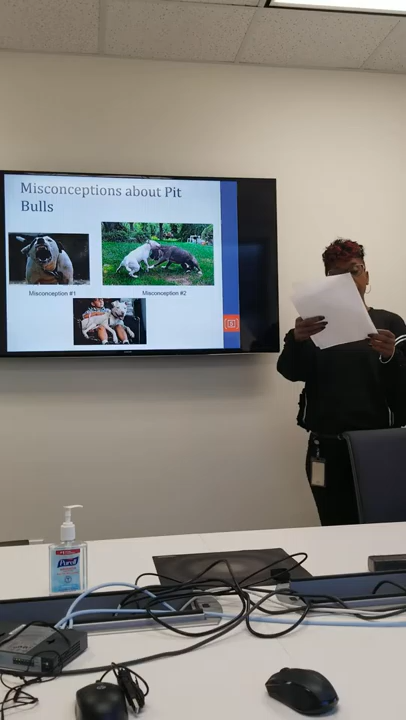 Misconceptions about Pit
Bulls
Misconception #1
Misconception #2
Purell